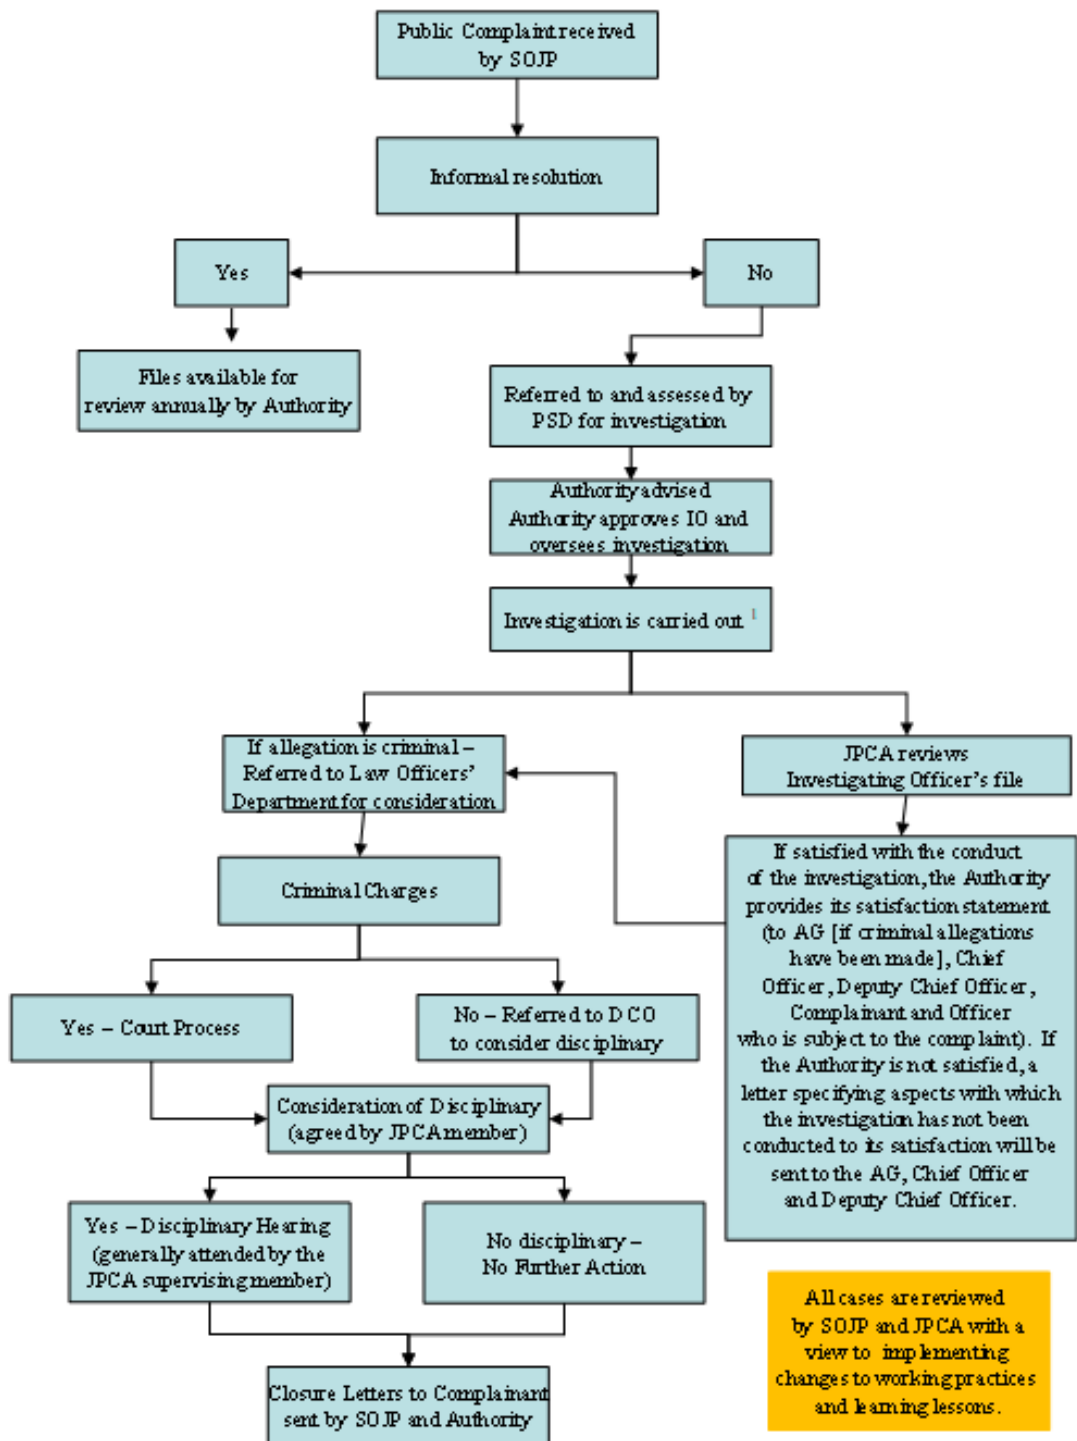 Public Complaint received
by SOJP
Informal resolution
Yes
No
Files available for
review annually by Authority
Referred to and assessed by
PSD for investigation
Authority advised
Authority approves IO and
oversees investigation
Investigation is carried out
If allegation is criminal –
Referred to Law Officers’
Department for consideration
JPCA reviews
Investigating Officer’s file
Criminal Charges
If satisfied with the conduct
of the investigation, the Authority
provides its satisfaction statement
(to AG [if criminal allegations
have been made], Chief
Officer, Deputy Chief Officer,
Complainant and Officer
who is subject to the complaint). If
the Authority is not satisfied, a
letter specifying aspects with which
the investigation has not been
conducted to its satisfaction will be
sent to the AG, Chief Officer
and Deputy Chief Officer.
Yes – Court Process
No – Referred to DCO
to consider disciplinary
Consideration of Disciplinary
(agreed by JPCA member)
Yes – Disciplinary Hearing
(generally attended by the
JPCA supervising member)
No disciplinary –
No Further Action
All cases are reviewed
by SOJP and JPCA with a
view to implementing
changes to working practices
and learning lessons.
Closure Letters to Complainant
sent by SOJP and Authority